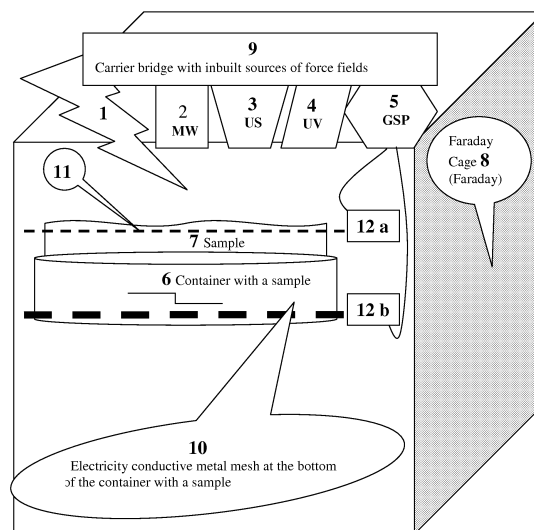 9
Carrier bridge with inbuilt sources of force fields
1
2
MW
3
US
4
UV
5
GSP
Faraday
Cage 8
(Faraday)
11
12 a
7 Sample
6 Container with a sample
12 b
10
Electricity conductive metal mesh at the bottom
of the container with a sample